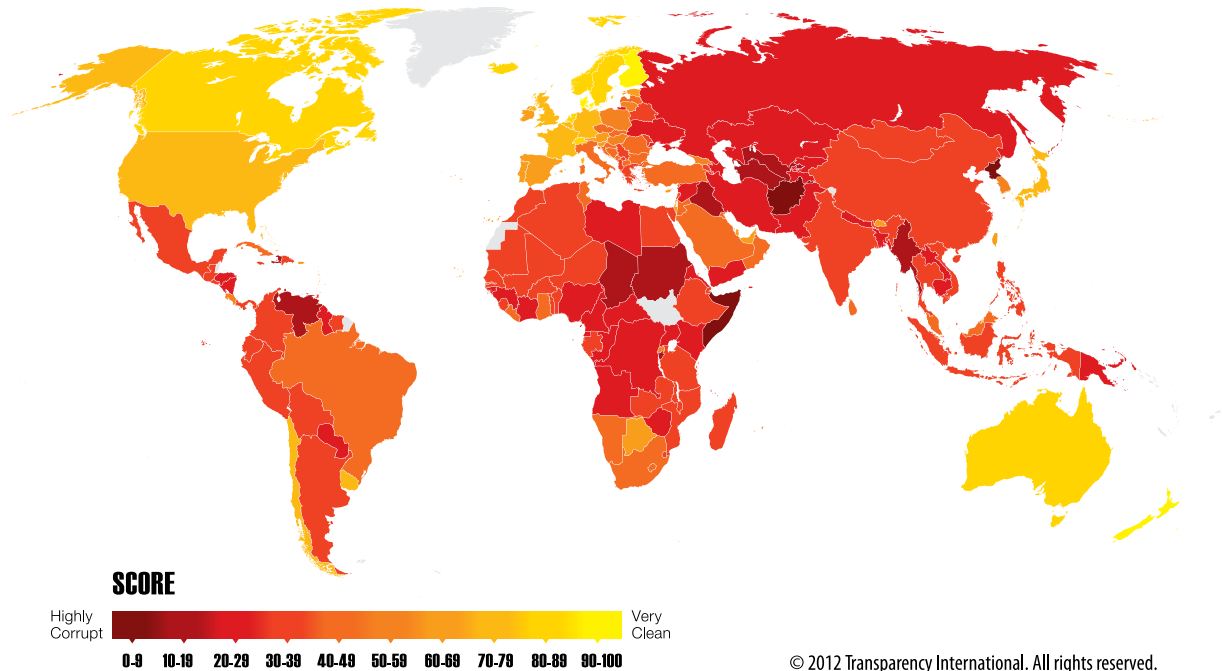 SCORE
Highly
Corrupt
Very
Clean
0-9 10-19 20-29 30-39 40-49 50-59 60-69 70-79 80-89 90-100
© 2012 Transparency International. All rights reserved.